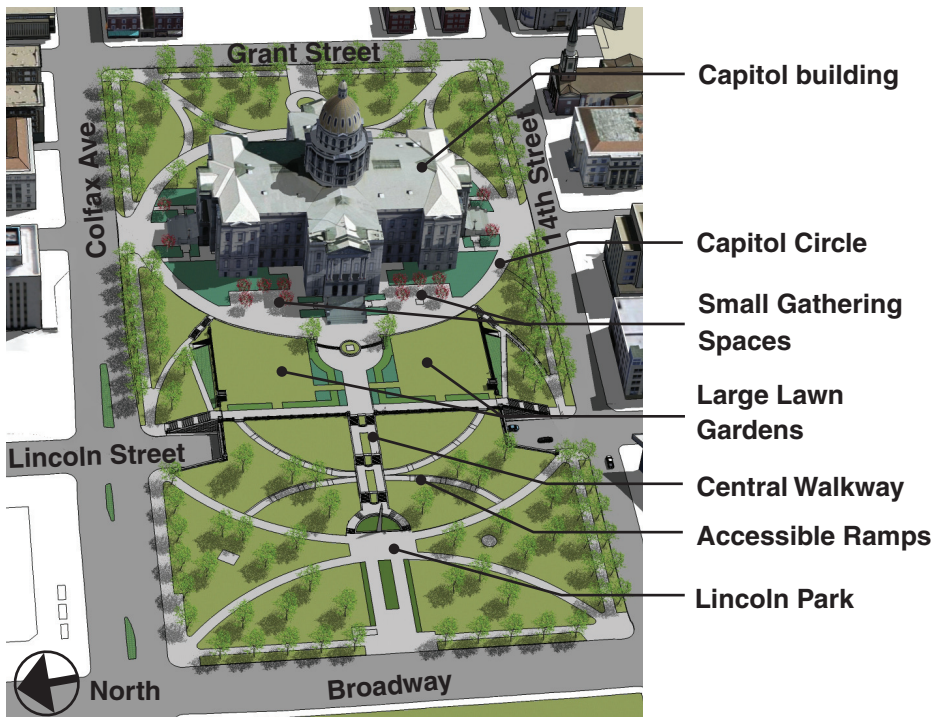 Grant Street
Capitol building
Colfax Ave
14th Street
Capitol Circle
Small Gathering
Spaces
Large Lawn
Gardens
Lincoln Street
Central Walkway
Accessible Ramps
Lincoln Park
North
Broadway